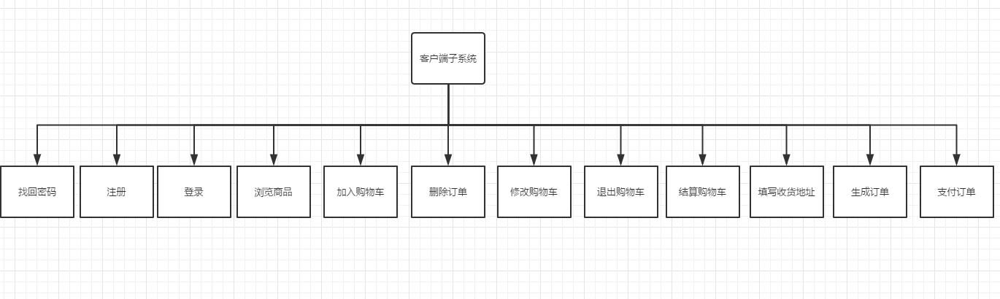 客户端子系统
找回密码
注册
登录
浏览商品
加入购物车
删除订单
修改购物车
退出购物车
结算购物车
填写收货地址
生成订单
支付订单